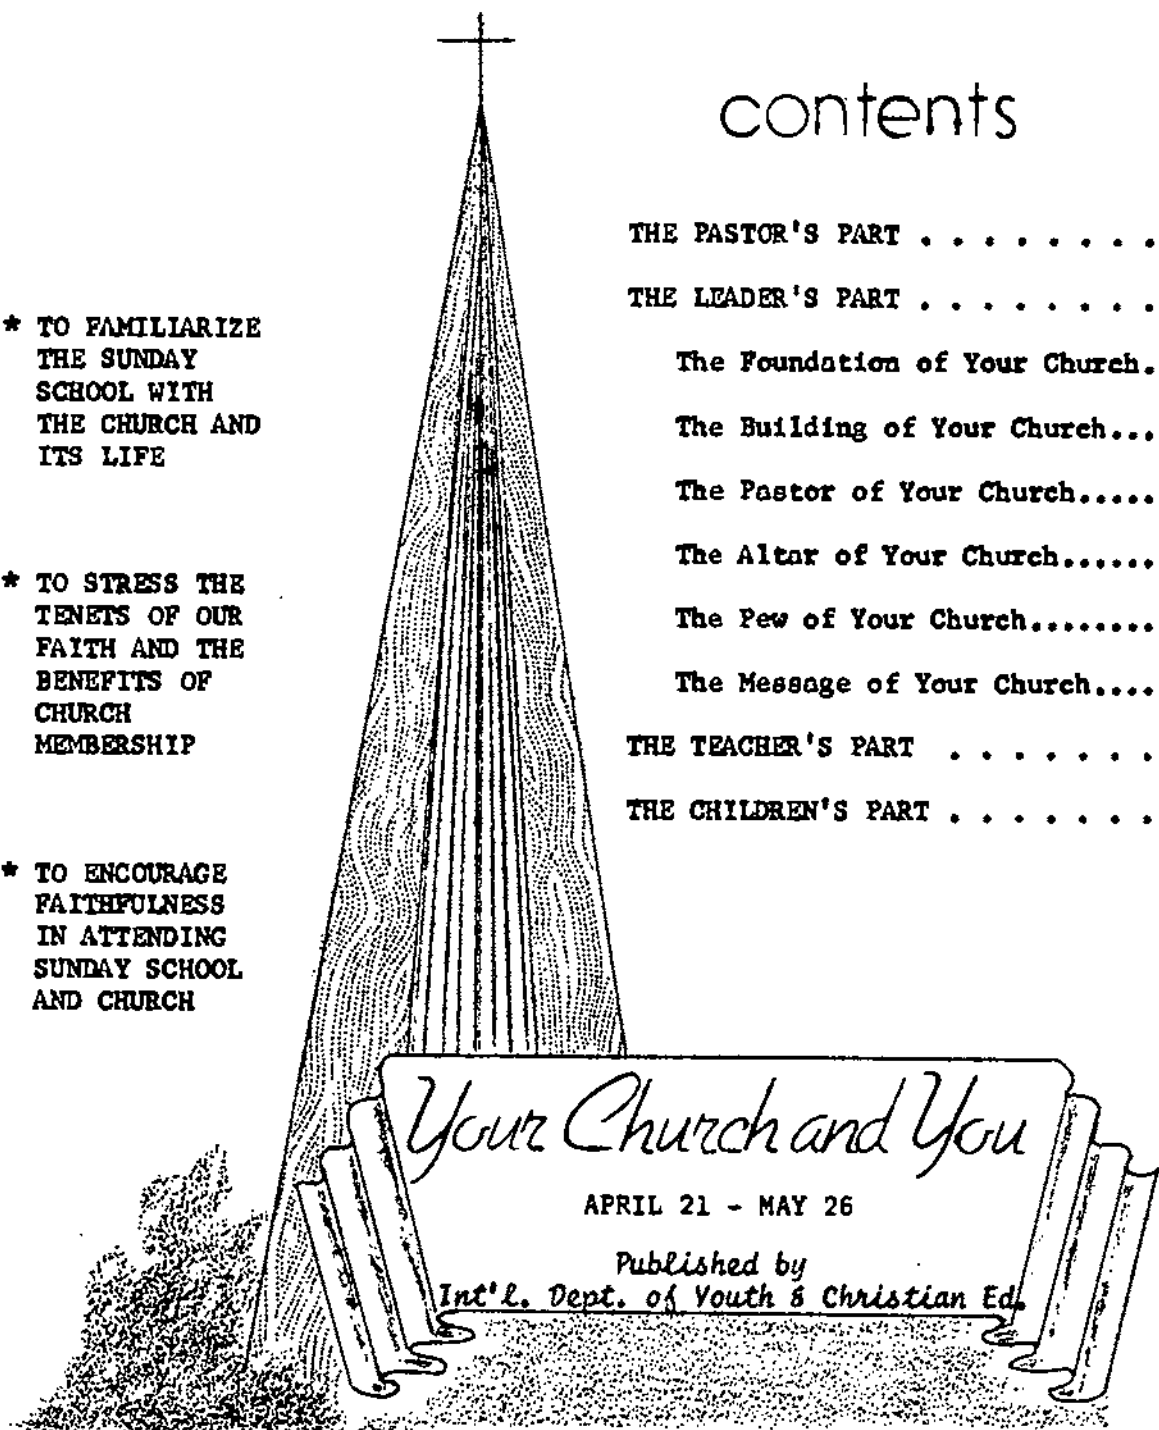 contents
THE PASTOR'S PART . . . . . . . .
THE LEADER'S PART . . . . . . . .
The Foundation of Your Church.
The Building of Your Church...
The Pastor of Your Church.....
The Altar of Your Church......
The Pew of Your Church........
The Message of Your Church....
THE TEACHER'S PART . . . . . . .
THE CHILDREN'S PART . . . . . . .
* TO FAMILIARIZE
THE SUNDAY
SCHOOL WITH
THE CHURCH AND
ITS LIFE
* TO STRESS THE
TENETS OF OUR
FAITH AND THE
BENEFITS OF
CHURCH
MEMBERSHIP
* TO ENCOURAGE
FAITHFULNESS
IN ATTENDING
SUNDAY SCHOOL
AND CHURCH
Your Church and You
APRIL 21 - MAY 26
Published by
Int'l. Dept. of Youth & Christian Ed.